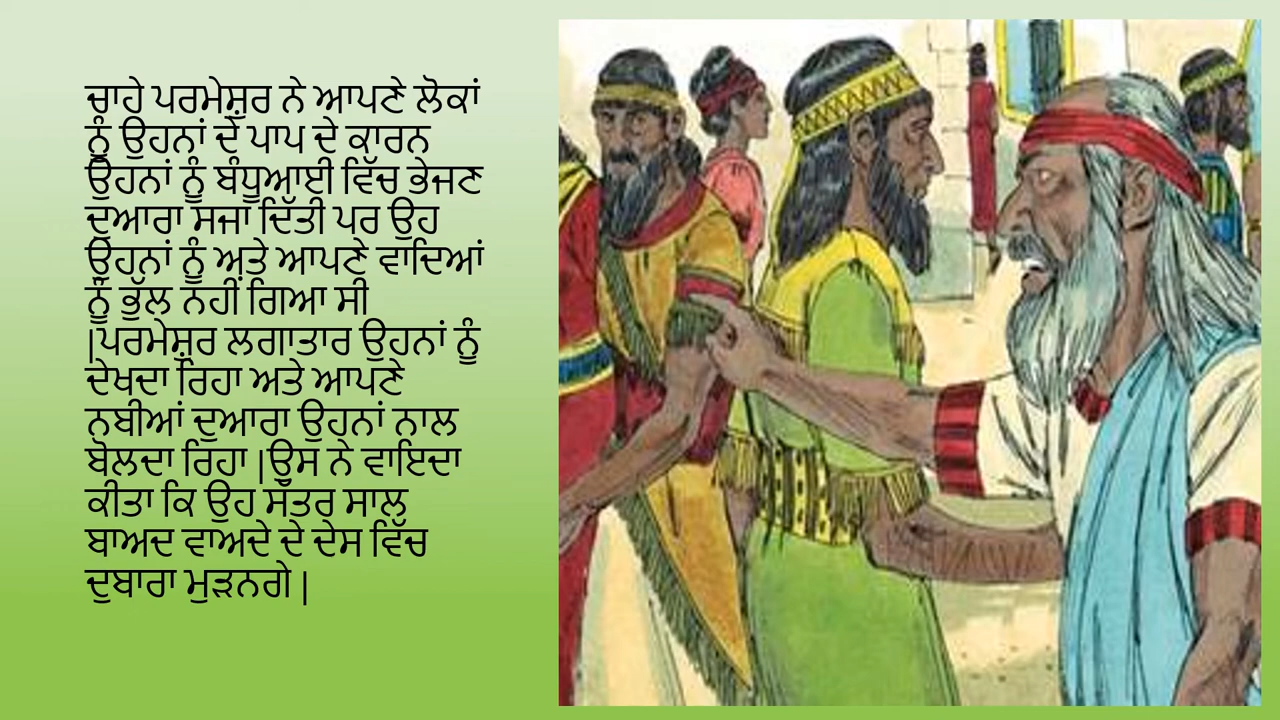 ਚਾਹੇ ਪਰਮੇਸ਼ੁਰ ਨੇ ਆਪਣੇ ਲੋਕਾਂ
ਨੂੰ ਉਹਨਾਂ ਦੇ ਪਾਪ ਦੇ ਕਾਰਨ
ਉਹਨਾਂ ਨੂੰ ਬੰਧੂਆਈ ਵਿੱਚ ਭੇਜਣ
ਦੁਆਰਾ ਸਜਾ ਦਿੱਤੀ ਪਰ ਉਹ
ਉਹਨਾਂ ਨੂੰ ਅਤੇ ਆਪਣੇ ਵਾਦਿਆਂ
ਨੂੰ ਭੁੱਲ ਨਹੀਂ ਗਿਆ ਸੀ
|ਪਰਮੇਸ਼ੁਰ ਲਗਾਤਾਰ ਉਹਨਾਂ ਨੂੰ
ਦੇਖਦਾ ਰਿਹਾ ਅਤੇ ਆਪਣੇ
ਨਬੀਆਂ ਦੁਆਰਾ ਉਹਨਾਂ ਨਾਲ
ਬੋਲਦਾ ਰਿਹਾ |ਉਸ ਨੇ ਵਾਇਦਾ
ਕੀਤਾ ਕਿ ਉਹ ਸੱਤਰ ਸਾਲ
ਬਾਅਦ ਵਾਅਦੇ ਦੇ ਦੇਸ ਵਿੱਚ
ਦੁਬਾਰਾ ਮੁੜਨਗੇ |